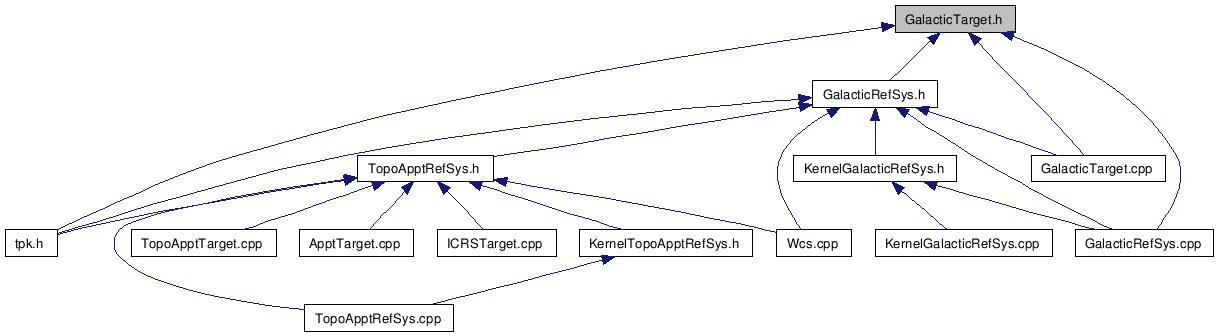 GalacticTarget.h
GalacticRefSys.h
TopoApptRefSys.h
KernelGalacticRefSys.h
GalacticTarget.cpp
tpk.h
TopoApptTarget.cpp
ApptTarget.cpp
ICRSTarget.cpp
KernelTopoApptRefSys.h
Wcs.cpp
KernelGalacticRefSys.cpp
GalacticRefSys.cpp
TopoApptRefSys.cpp